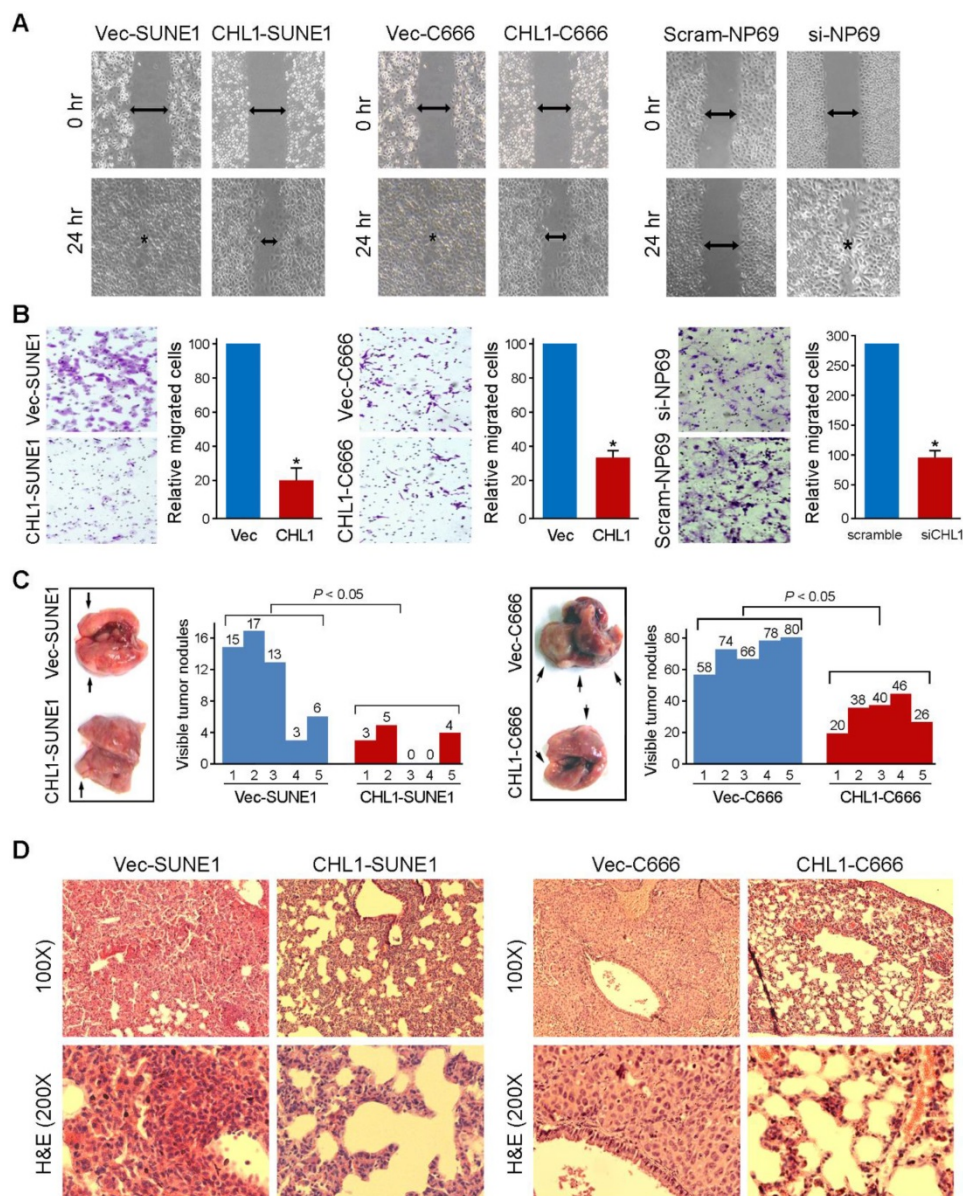 A
Vec-SUNE1 CHL1-SUNE1 Vec-C666 CHL1-C666 Scram-NP69 si-NP69
0 hr 0 hr 0 hr
24 hr 24 hr 24 hr
* * *
B
Vec-SUNE1
CHL1-SUNE1
Relative migrated cells
100
80
60
40
20
0
*
Vec CHL1
Vec-C666
CHL1-C666
Relative migrated cells
100
80
60
40
20
0
*
Vec CHL1
si-NP69
Scram-NP69
Relative migrated cells
300
250
200
150
100
50
0
*
scramble siCHL1
C
Vec-SUNE1
CHL1-SUNE1
Visible tumor nodules
P < 0.05
16
12
8
4
0
15 17 13 3 6 3 5 0 0 4
1 2 3 4 5 1 2 3 4 5
Vec-SUNE1 CHL1-SUNE1
Vec-C666
CHL1-C666
Visible tumor nodules
P < 0.05
80
60
40
20
0
58 74 66 78 80 20 38 40 46 26
1 2 3 4 5 1 2 3 4 5
Vec-C666 CHL1-C666
D
Vec-SUNE1 CHL1-SUNE1 Vec-C666 CHL1-C666
100X) 100X)
H&E (200X H&E (200X